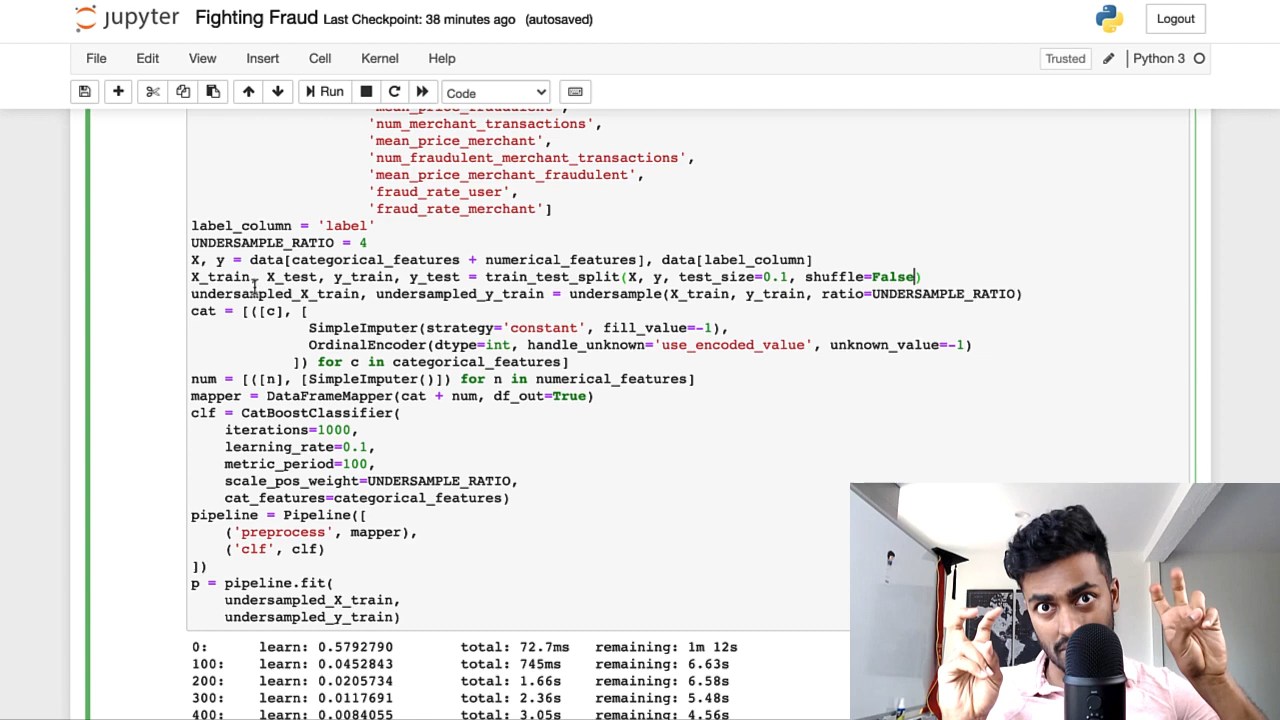 jupyter Fighting Fraud Last Checkpoint: 38 minutes ago (autosaved) Logout
File Edit View Insert Cell Kernel Help Trusted Python 3
Run Code
'mean_price_fraudulent',
'num_merchant_transactions',
'mean_price_merchant',
'num_fraudulent_merchant_transactions',
'mean_price_merchant_fraudulent',
'fraud_rate_user',
'fraud_rate_merchant']
label_column = 'label'
UNDERSAMPLE_RATIO = 4
X, y = data[categorical_features + numerical_features], data[label_column]
X_train, X_test, y_train, y_test = train_test_split(X, y, test_size=0.1, shuffle=False)
undersampled_X_train, undersampled_y_train = undersample(X_train, y_train, ratio=UNDERSAMPLE_RATIO)
cat = [([c], [
SimpleImputer(strategy='constant', fill_value=-1),
OrdinalEncoder(dtype=int, handle_unknown='use_encoded_value', unknown_value=-1)
]) for c in categorical_features]
num = [([n], [SimpleImputer()]) for n in numerical_features]
mapper = DataFrameMapper(cat + num, df_out=True)
clf = CatBoostClassifier(
iterations=1000,
learning_rate=0.1,
metric_period=100,
scale_pos_weight=UNDERSAMPLE_RATIO,
cat_features=categorical_features)
pipeline = Pipeline([
('preprocess', mapper),
('clf', clf)
])
p = pipeline.fit(
undersampled_X_train,
undersampled_y_train)
0: learn: 0.5792790 total: 72.7ms remaining: 1m 12s
100: learn: 0.0452843 total: 745ms remaining: 6.63s
200: learn: 0.0205734 total: 1.66s remaining: 6.58s
300: learn: 0.0117691 total: 2.36s remaining: 5.48s
400: learn: 0.0084055 total: 3.05s remaining: 4.56s